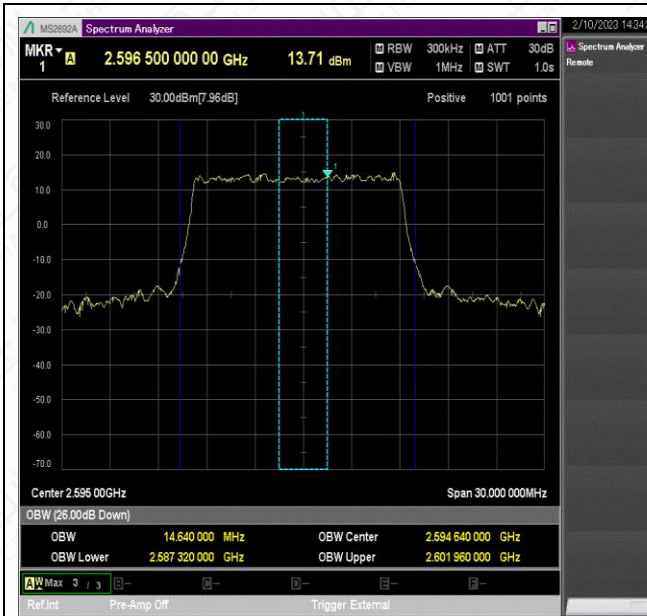 MS2692A Spectrum Analyzer 2/10/2023 14:34:
MKR 1 A 2.596 500 000 00 GHz 13.71 dBm RBW 300kHz ATT 30dB
VBW 1MHz SWT 1.0s
Spectrum Analyzer
Remote
Reference Level 30.00dBm[7.96dB] Positive 1001 points
30.0
20.0
10.0
0.0
-10.0
-20.0
-30.0
-40.0
-50.0
-60.0
-70.0
1
Center 2.595 00GHz Span 30.000 000MHz
OBW (26.00dB Down)
OBW 14.640 000 MHz OBW Center 2.594 640 000 GHz
OBW Lower 2.587 320 000 GHz OBW Upper 2.601 960 000 GHz
A W Max 3 / 3 B- C- D- E- F-
Ref.Int Pre-Amp Off Trigger External